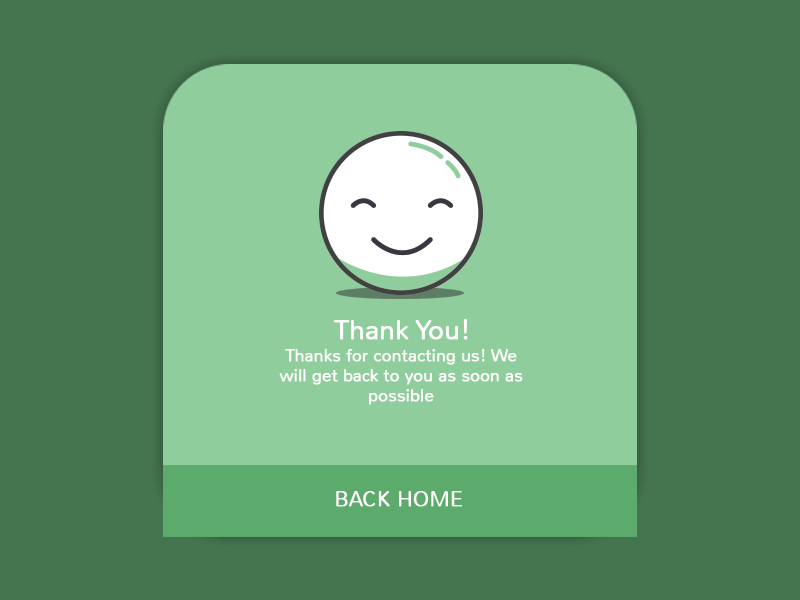 Thank You!
Thanks for contacting us! We
will get back to you as soon as
possible
BACK HOME